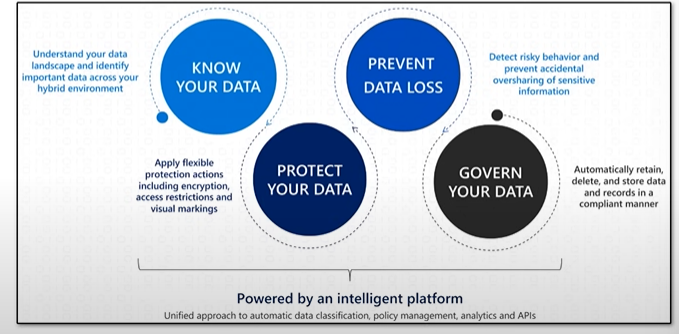 Understand your data
landscape and identify
important data across your
hybrid environment
KNOW
YOUR DATA
PREVENT
DATA LOSS
Detect risky behavior and
prevent accidental
oversharing of sensitive
information
Apply flexible
protection actions
including encryption,
access restrictions and
visual markings
PROTECT
YOUR DATA
GOVERN
YOUR DATA
Automatically retain,
delete, and store data
and records in a
compliant manner
Powered by an intelligent platform
Unified approach to automatic data classification, policy management, analytics and APIs